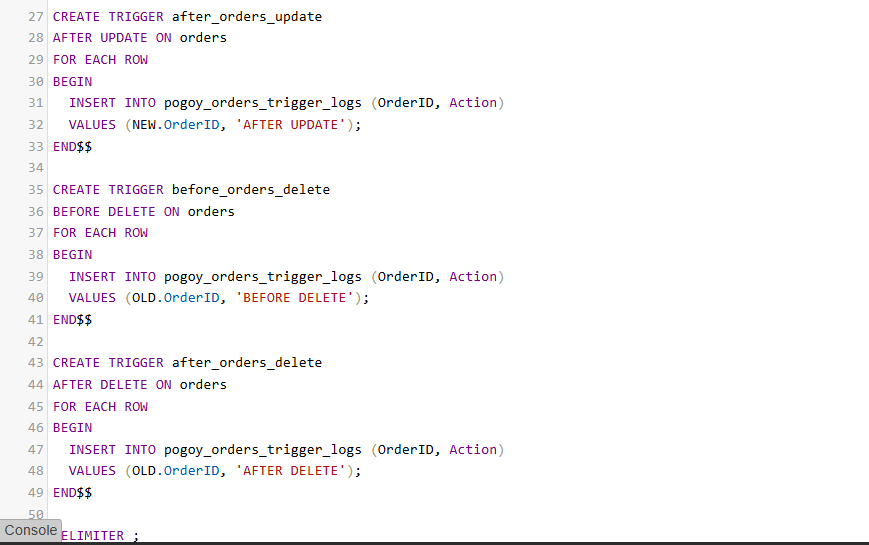 27 CREATE TRIGGER after_orders_update
28 AFTER UPDATE ON orders
29 FOR EACH ROW
30 BEGIN
31   INSERT INTO pogoy_orders_trigger_logs (OrderID, Action)
32   VALUES (NEW.OrderID, 'AFTER UPDATE');
33 END$$
34
35 CREATE TRIGGER before_orders_delete
36 BEFORE DELETE ON orders
37 FOR EACH ROW
38 BEGIN
39   INSERT INTO pogoy_orders_trigger_logs (OrderID, Action)
40   VALUES (OLD.OrderID, 'BEFORE DELETE');
41 END$$
42
43 CREATE TRIGGER after_orders_delete
44 AFTER DELETE ON orders
45 FOR EACH ROW
46 BEGIN
47   INSERT INTO pogoy_orders_trigger_logs (OrderID, Action)
48   VALUES (OLD.OrderID, 'AFTER DELETE');
49 END$$
50
Console
ELIMITER ;